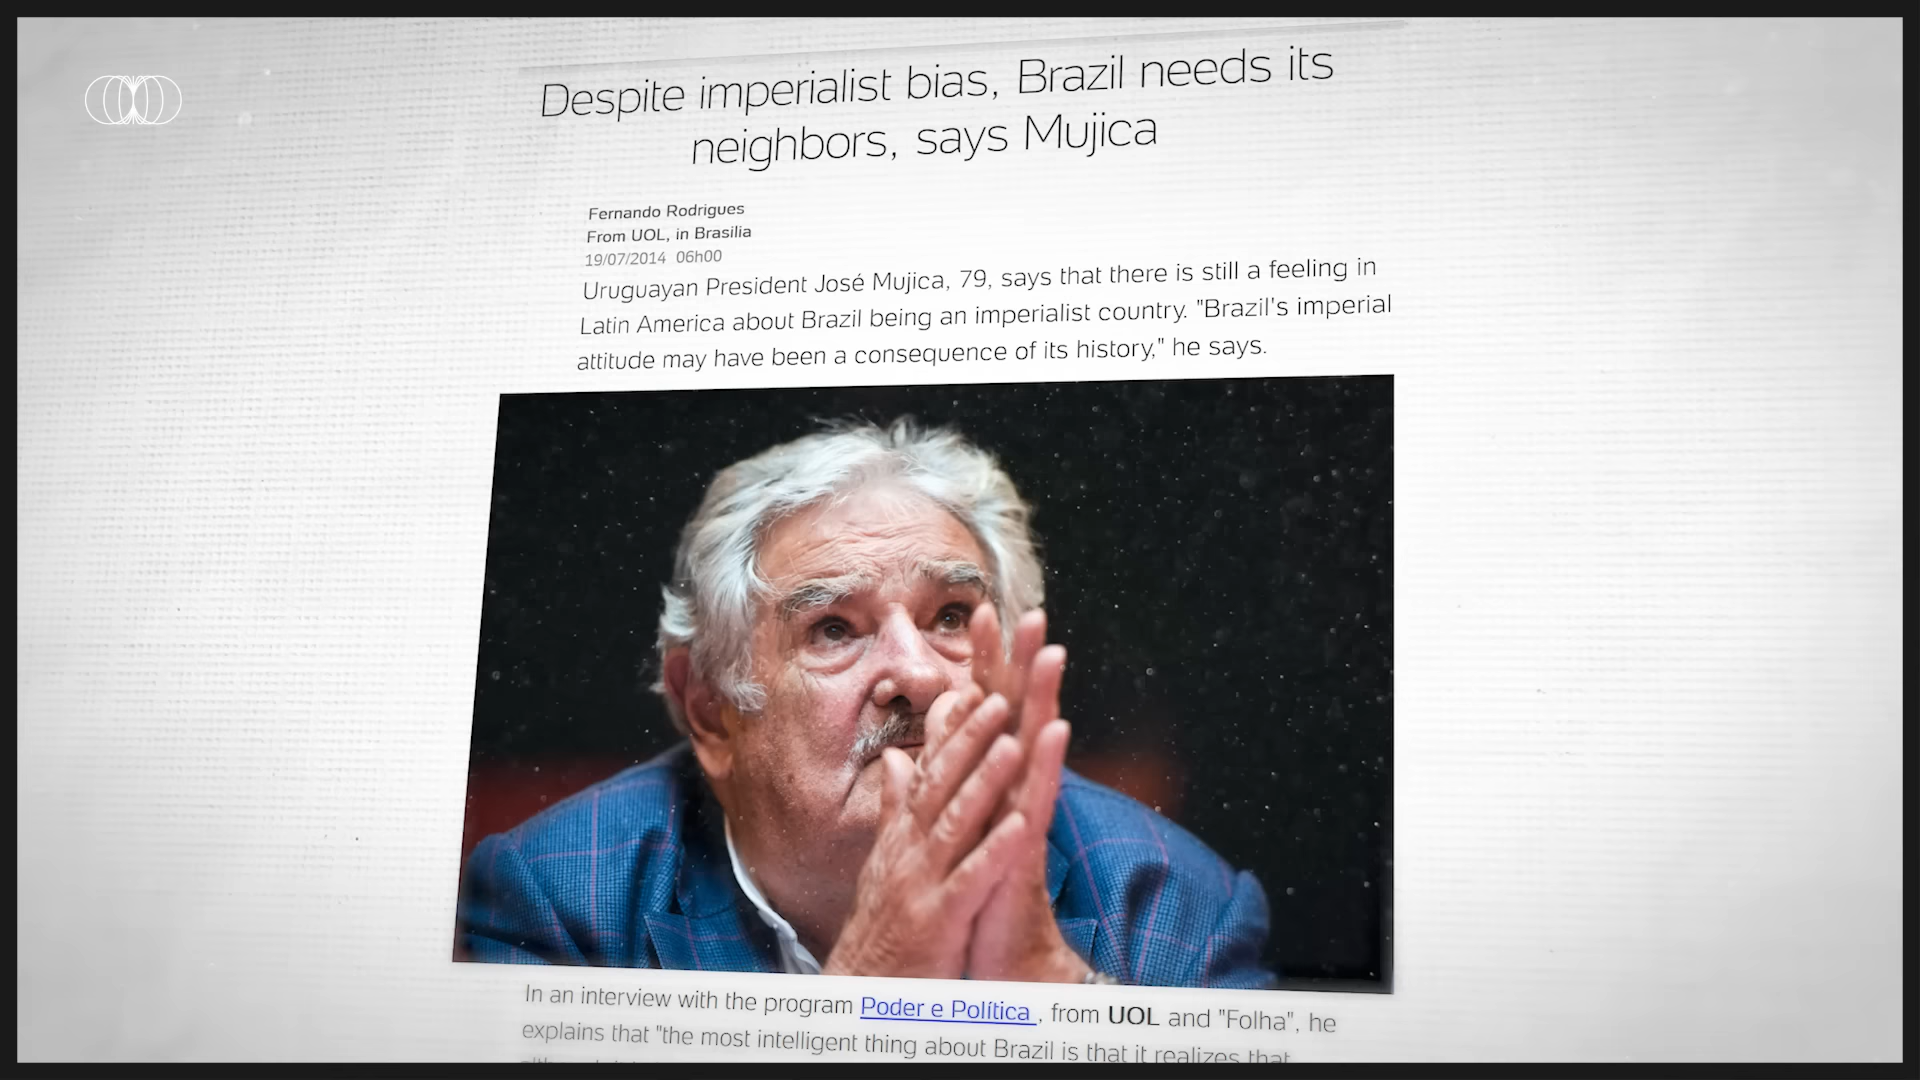 Despite imperialist bias, Brazil needs its
neighbors, says Mujica
Fernando Rodrigues
From UOL, in Brasilia
19/07/2014 06h00
Uruguayan President José Mujica, 79, says that there is still a feeling in
Latin America about Brazil being an imperialist country. "Brazil's imperial
attitude may have been a consequence of its history," he says.
In an interview with the program Poder e Política , from UOL and "Folha", he
explains that "the most intelligent thing about Brazil is that it realizes that